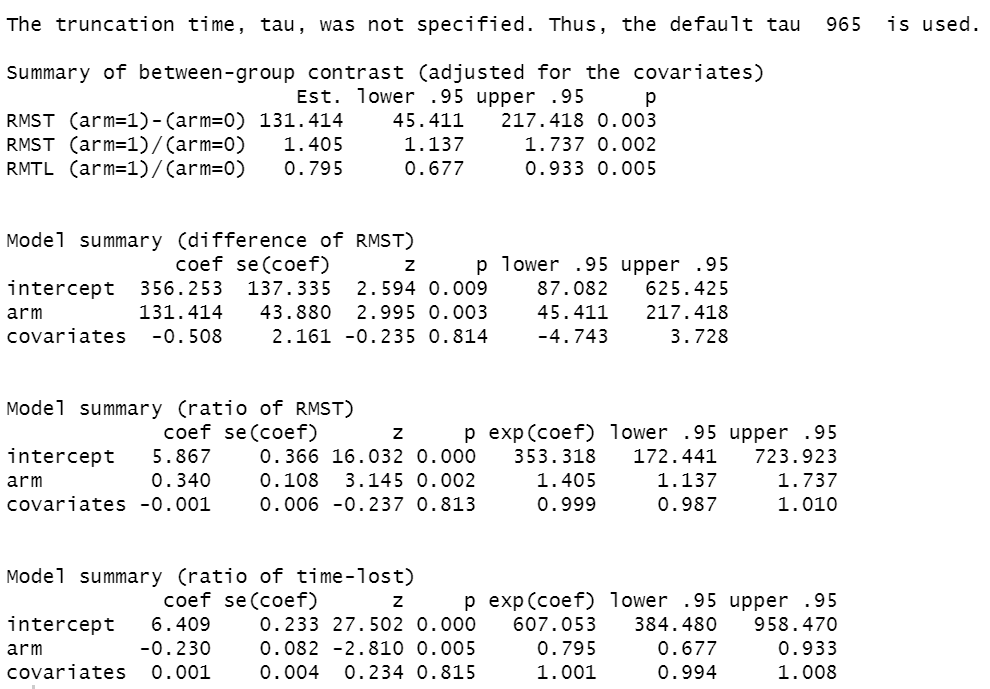 The truncation time, tau, was not specified. Thus, the default tau  965  is used.
Summary of between-group contrast (adjusted for the covariates)
Est. lower .95 upper .95 p
RMST (arm=1)-(arm=0) 131.414 45.411 217.418 0.003
RMST (arm=1)/(arm=0) 1.405 1.137 1.737 0.002
RMTL (arm=1)/(arm=0) 0.795 0.677 0.933 0.005
Model summary (difference of RMST)
coef se(coef) z p lower .95 upper .95
intercept 356.253 137.335 2.594 0.009 87.082 625.425
arm 131.414 43.880 2.995 0.003 45.411 217.418
covariates -0.508 2.161 -0.235 0.814 -4.743 3.728
Model summary (ratio of RMST)
coef se(coef) z p exp(coef) lower .95 upper .95
intercept 5.867 0.366 16.032 0.000 353.318 172.441 723.923
arm 0.340 0.108 3.145 0.002 1.405 1.137 1.737
covariates -0.001 0.006 -0.237 0.813 0.999 0.987 1.010
Model summary (ratio of time-lost)
coef se(coef) z p exp(coef) lower .95 upper .95
intercept 6.409 0.233 27.502 0.000 607.053 384.480 958.470
arm -0.230 0.082 -2.810 0.005 0.795 0.677 0.933
covariates 0.001 0.004 0.234 0.815 1.001 0.994 1.008